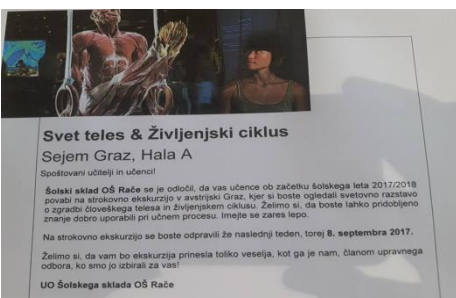 Svet teles & Življenjski ciklus
Sejem Graz, Hala A
Spoštovani učitelji in učenci!
Šolski sklad OŠ Rače se je odločil, da vas učence ob začetku šolskega leta 2017/2018
povabi na strokovno ekskurzijo v avstrijski Graz, kjer si boste ogledali svetovno razstavo
o zgradbi človeškega telesa in življenjskem ciklusu. Želimo si, da boste lahko pridobljeno
znanje dobro uporabili pri učnem procesu. Imejte se zares lepo.
Na strokovno ekskurzijo se boste odpravili že naslednji teden, torej 8. septembra 2017.
Želimo si, da vam bo ekskurzija prinesla toliko veselja, kot ga je nam, članom upravnega
odbora, ko smo jo izbirali za vas!
UO Šolskega sklada OŠ Rače